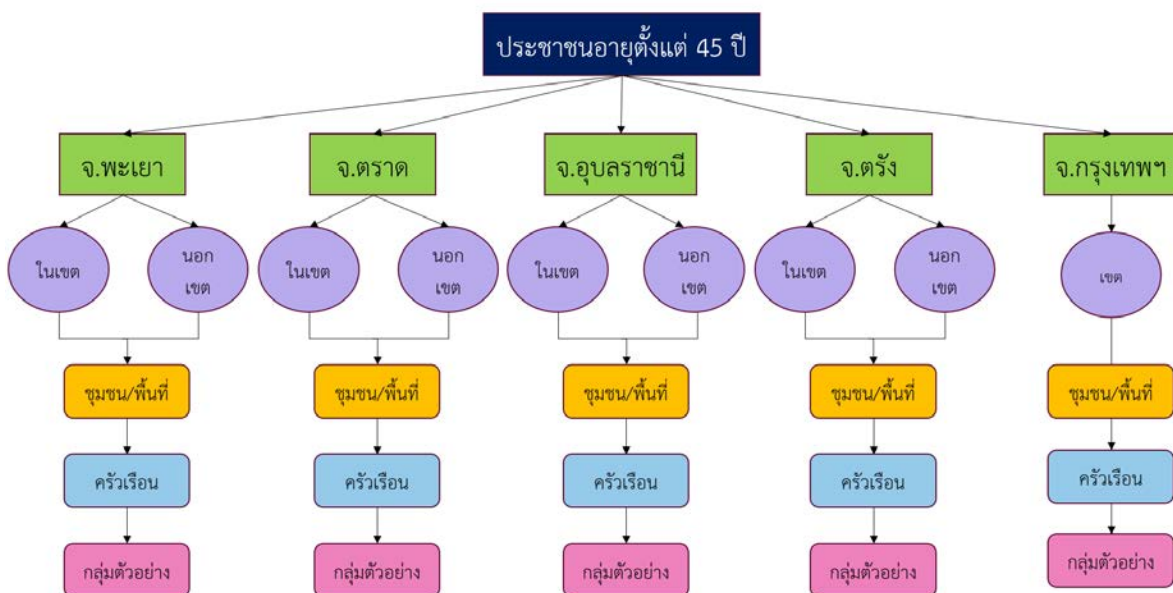 ประชาชนอายุตั้งแต่ 45 ปี
จ.พะเยา
จ.ตราด
จ.อุบลราชานี
จ.ตรัง
จ.กรุงเทพฯ
ในเขต
นอก
เขต
ในเขต
นอก
เขต
ในเขต
นอก
เขต
ในเขต
นอก
เขต
เขต
ชุมชน/พื้นที่
ชุมชน/พื้นที่
ชุมชน/พื้นที่
ชุมชน/พื้นที่
ชุมชน/พื้นที่
ครัวเรือน
ครัวเรือน
ครัวเรือน
ครัวเรือน
ครัวเรือน
กลุ่มตัวอย่าง
กลุ่มตัวอย่าง
กลุ่มตัวอย่าง
กลุ่มตัวอย่าง
กลุ่มตัวอย่าง